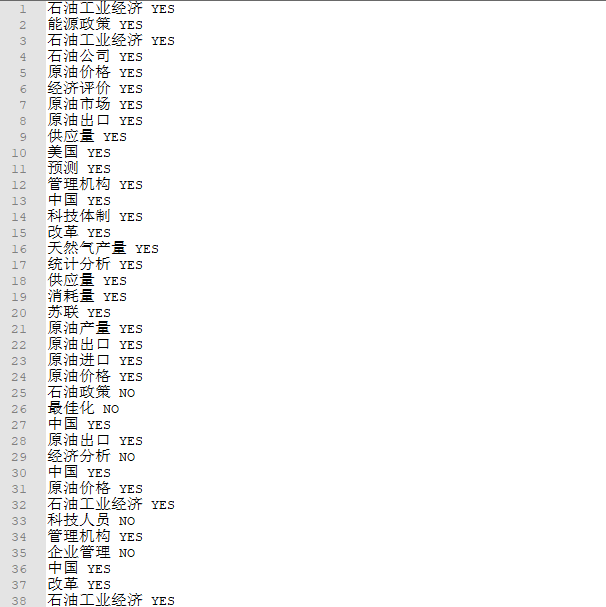 1 石油工业经济 YES
2 能源政策 YES
3 石油工业经济 YES
4 石油公司 YES
5 原油价格 YES
6 经济评价 YES
7 原油市场 YES
8 原油出口 YES
9 供应量 YES
10 美国 YES
11 预测 YES
12 管理机构 YES
13 中国 YES
14 科技体制 YES
15 改革 YES
16 天然气产量 YES
17 统计分析 YES
18 供应量 YES
19 消耗量 YES
20 苏联 YES
21 原油产量 YES
22 原油出口 YES
23 原油进口 YES
24 原油价格 YES
25 石油政策 NO
26 最佳化 NO
27 中国 YES
28 原油出口 YES
29 经济分析 NO
30 中国 YES
31 原油价格 YES
32 石油工业经济 YES
33 科技人员 NO
34 管理机构 YES
35 企业管理 NO
36 中国 YES
37 改革 YES
38 石油工业经济 YES